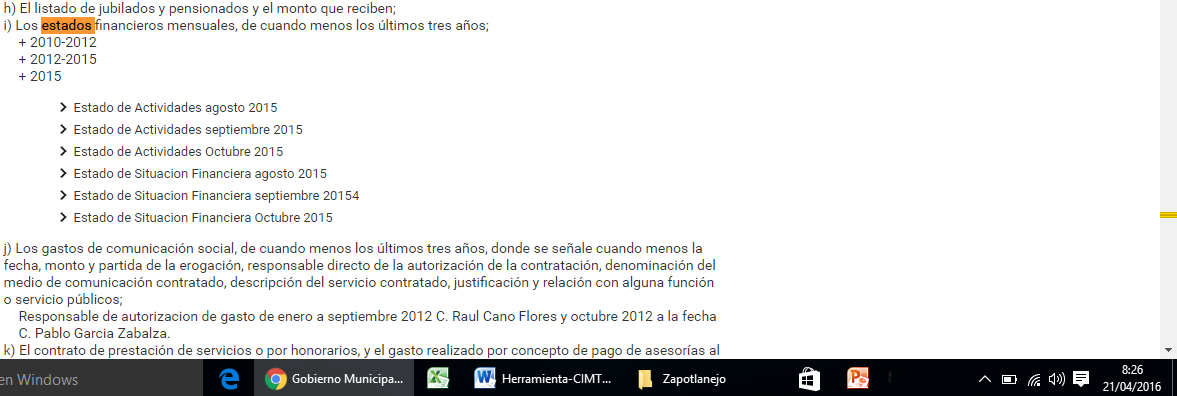 h) El listado de jubilados y pensionados y el monto que reciben;
i) Los estados financieros mensuales, de cuando menos los últimos tres años;
+ 2010-2012
+ 2012-2015
+ 2015
Estado de Actividades agosto 2015
Estado de Actividades septiembre 2015
Estado de Actividades Octubre 2015
Estado de Situacion Financiera agosto 2015
Estado de Situacion Financiera septiembre 20154
Estado de Situacion Financiera Octubre 2015
j) Los gastos de comunicación social, de cuando menos los últimos tres años, donde se señale cuando menos la
fecha, monto y partida de la erogación, responsable directo de la autorización de la contratación, denominación del
medio de comunicación contratado, descripción del servicio contratado, justificación y relación con alguna función
o servicio públicos;
Responsable de autorizacion de gasto de enero a septiembre 2012 C. Raul Cano Flores y octubre 2012 a la fecha
C. Pablo Garcia Zabalza.
k) El contrato de prestación de servicios o por honorarios, y el gasto realizado por concepto de pago de asesorías al
en Windows
Gobierno Municipa...
Herramienta-CIMT...
Zapotlanejo
8:26
21/04/2016